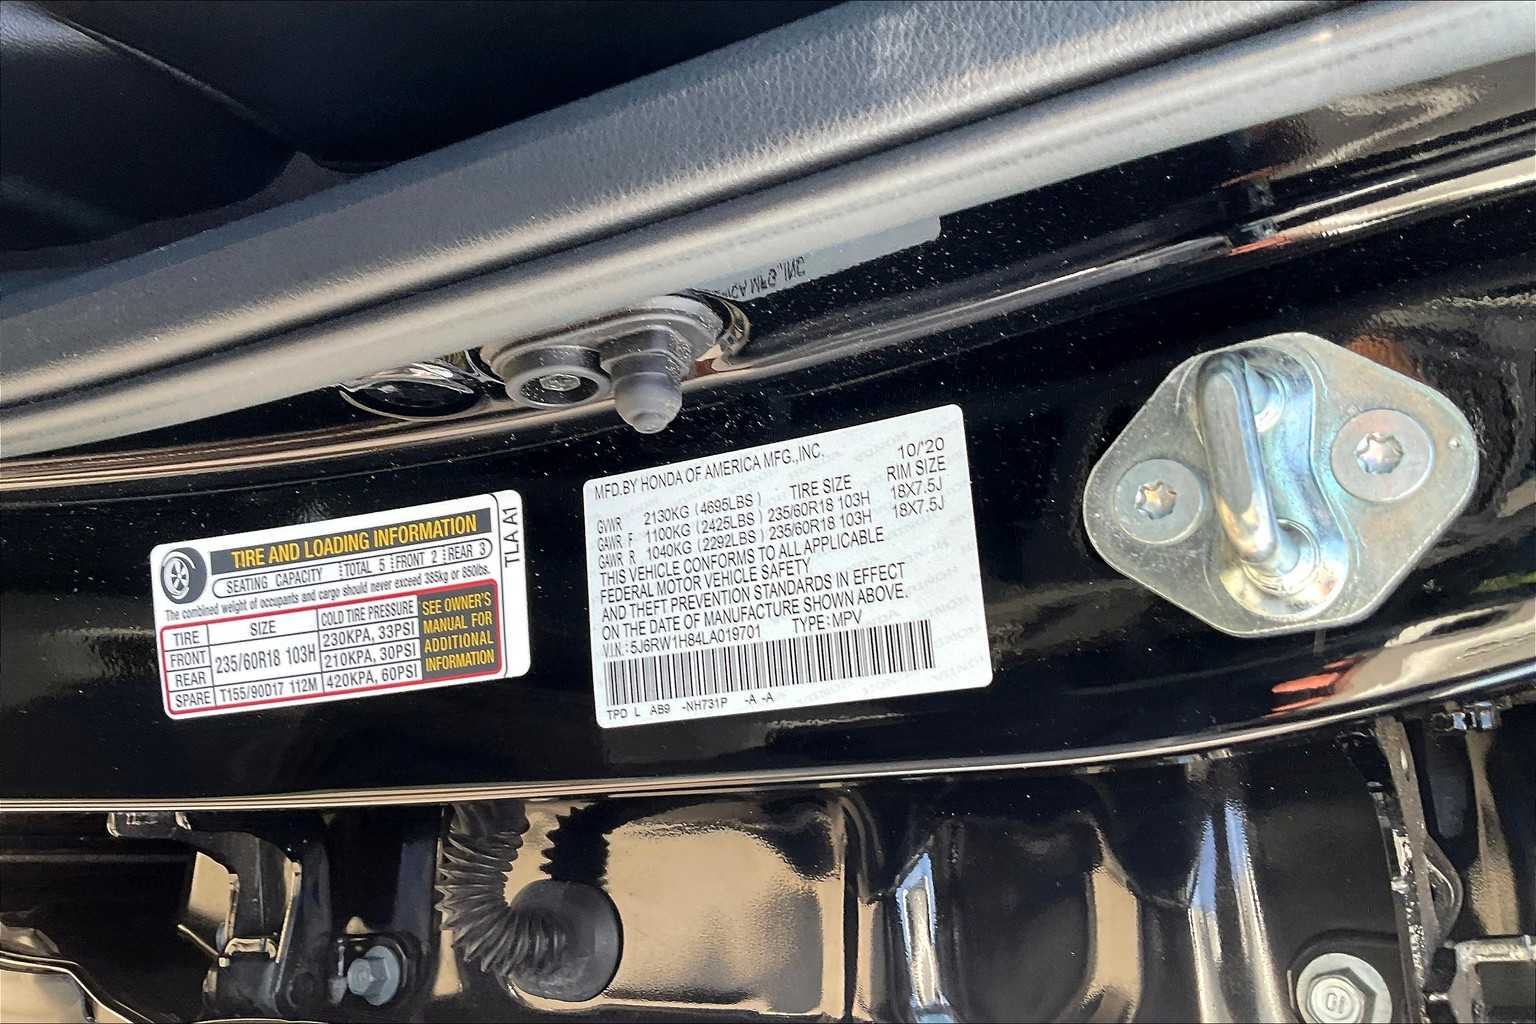 TIRE AND LOADING INFORMATION
TLA A1
SEATING CAPACITY TOTAL 5 FRONT 2 REAR 3
The combined weight of occupants and cargo should never exceed 385kg or 850lbs.
TIRE SIZE COLD TIRE PRESSURE
FRONT 235/60R18 103H 230KPA, 33PSI
REAR 210KPA, 30PSI
SPARE T155/90D17 112M 420KPA, 60PSI
SEE OWNER'S
MANUAL FOR
ADDITIONAL
INFORMATION
MFD.BY HONDA OF AMERICA MFG.,INC. 10/'20
GVWR 2130KG (4695LBS) TIRE SIZE RIM SIZE
GAWR F 1100KG (2425LBS) 235/60R18 103H 18X7.5J
GAWR R 1040KG (2292LBS) 235/60R18 103H 18X7.5J
THIS VEHICLE CONFORMS TO ALL APPLICABLE
FEDERAL MOTOR VEHICLE SAFETY
AND THEFT PREVENTION STANDARDS IN EFFECT
ON THE DATE OF MANUFACTURE SHOWN ABOVE.
V.I.N.: 5J6RW1H84LA019701 TYPE: MPV
TPO L AB9 -NH731P -A -A